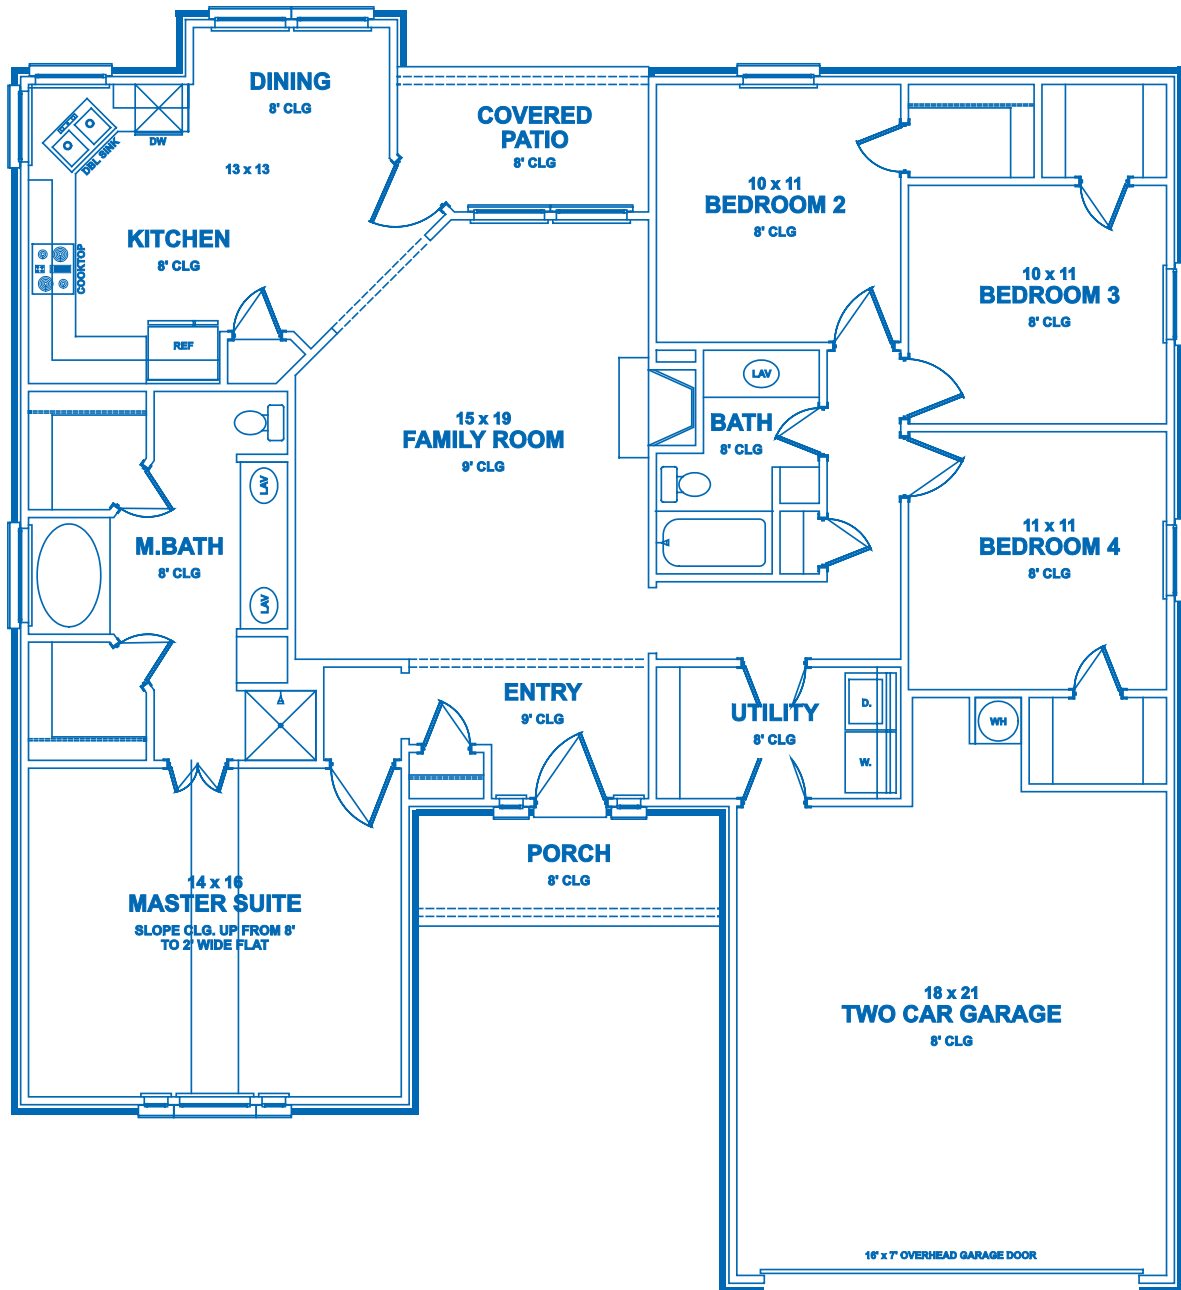 DINING
8' CLG
13 x 13
COVERED
PATIO
8' CLG
DW
DBL SINK
KITCHEN
8' CLG
COOKTOP
REF
10 x 11
BEDROOM 2
8' CLG
10 x 11
BEDROOM 3
8' CLG
15 x 19
FAMILY ROOM
9' CLG
LAV
BATH
8' CLG
LAV
M.BATH
8' CLG
LAV
11 x 11
BEDROOM 4
8' CLG
ENTRY
9' CLG
UTILITY
8' CLG
D.
W.
WH
14 x 16
MASTER SUITE
SLOPE CLG. UP FROM 8'
TO 2' WIDE FLAT
PORCH
8' CLG
18 x 21
TWO CAR GARAGE
8' CLG
16' x 7' OVERHEAD GARAGE DOOR